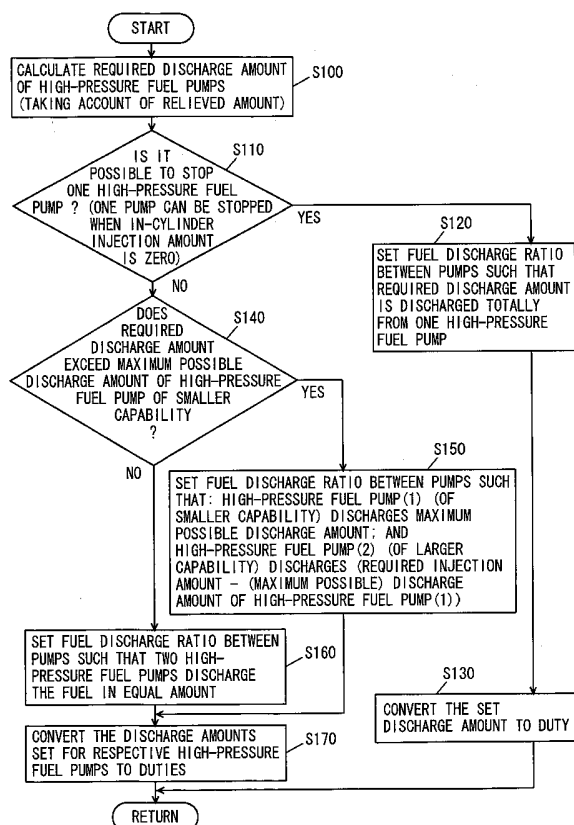 START
CALCULATE REQUIRED DISCHARGE AMOUNT
OF HIGH-PRESSURE FUEL PUMPS
(TAKING ACCOUNT OF RELIEVED AMOUNT)
S100
S110
IS IT
POSSIBLE TO STOP
ONE HIGH-PRESSURE FUEL
PUMP ? (ONE PUMP CAN BE STOPPED
WHEN IN-CYLINDER
INJECTION AMOUNT
IS ZERO)
YES
NO
S120
SET FUEL DISCHARGE RATIO
BETWEEN PUMPS SUCH THAT
REQUIRED DISCHARGE AMOUNT
IS DISCHARGED TOTALLY
FROM ONE HIGH-PRESSURE
FUEL PUMP
S140
DOES
REQUIRED
DISCHARGE AMOUNT
EXCEED MAXIMUM POSSIBLE
DISCHARGE AMOUNT OF HIGH-PRESSURE
FUEL PUMP OF SMALLER
CAPABILITY
?
YES
NO
S150
SET FUEL DISCHARGE RATIO BETWEEN PUMPS SUCH
THAT: HIGH-PRESSURE FUEL PUMP(1) (OF
SMALLER CAPABILITY) DISCHARGES MAXIMUM
POSSIBLE DISCHARGE AMOUNT; AND
HIGH-PRESSURE FUEL PUMP(2) (OF LARGER
CAPABILITY) DISCHARGES (REQUIRED INJECTION
AMOUNT - (MAXIMUM POSSIBLE) DISCHARGE
AMOUNT OF HIGH-PRESSURE FUEL PUMP(1))
SET FUEL DISCHARGE RATIO BETWEEN
PUMPS SUCH THAT TWO HIGH-
PRESSURE FUEL PUMPS DISCHARGE
THE FUEL IN EQUAL AMOUNT
S160
S130
CONVERT THE SET
DISCHARGE AMOUNT TO DUTY
CONVERT THE DISCHARGE AMOUNTS
SET FOR RESPECTIVE HIGH-PRESSURE
FUEL PUMPS TO DUTIES
S170
RETURN